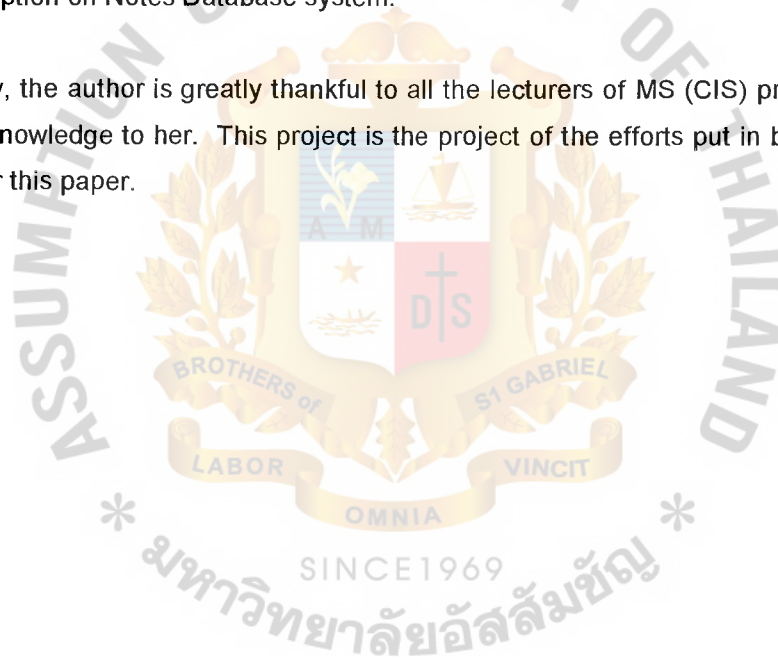 ption on Notes Database system.
y, the author is greatly thankful to all the lecturers of MS (CIS) pr
nowledge to her. This project is the project of the efforts put in b
r this paper.
ASSUMPTION
OF THAILAND
A M
D S
BROTHERS of
ST GABRIEL
LABOR
VINCIT
OMNIA
* *
SINCE1969
มหาวิทยาลัยอัสสัมชัญ